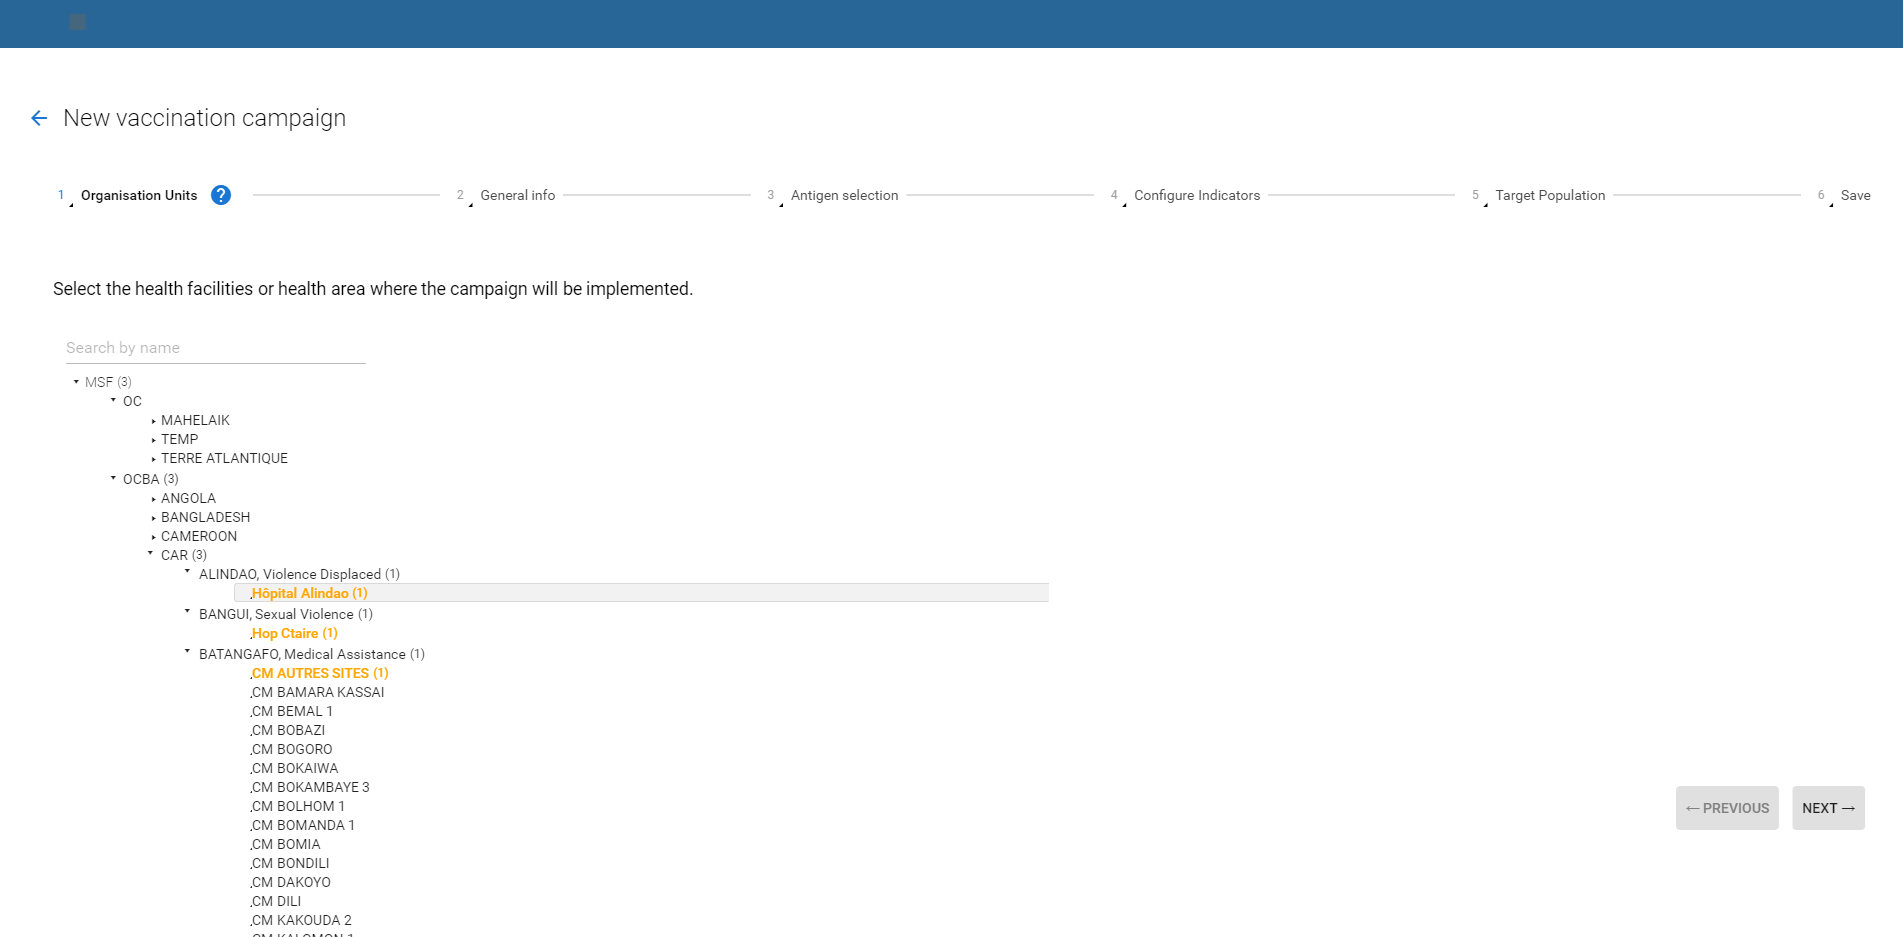 New vaccination campaign
1 Organisation Units ? 2 General info 3 Antigen selection 4 Configure Indicators 5 Target Population 6 Save
Select the health facilities or health area where the campaign will be implemented.
Search by name
MSF (3)
OC
MAHELAIK
TEMP
TERRE ATLANTIQUE
OCBA (3)
ANGOLA
BANGLADESH
CAMEROON
CAR (3)
ALINDAO, Violence Displaced (1)
Hôpital Alindao (1)
BANGUI, Sexual Violence (1)
Hop Ctaire (1)
BATANGAFO, Medical Assistance (1)
CM AUTRES SITES (1)
CM BAMARA KASSAI
CM BEMAL 1
CM BOBAZI
CM BOGORO
CM BOKAIWA
CM BOKAMBAYE 3
CM BOLHOM 1
CM BOMANDA 1
CM BOMIA
CM BONDILI
CM DAKOYO
CM DILI
CM KAKOUDA 2
← PREVIOUS NEXT →